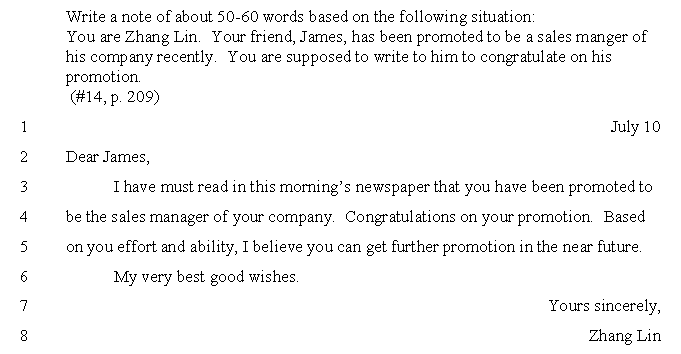 Write a note of about 50-60 words based on the following situation:
You are Zhang Lin. Your friend, James, has been promoted to be a sales manger of
his company recently. You are supposed to write to him to congratulate on his
promotion.
(#14, p. 209)
1 July 10
2 Dear James,
3 I have must read in this morning's newspaper that you have been promoted to
4 be the sales manager of your company. Congratulations on your promotion. Based
5 on you effort and ability, I believe you can get further promotion in the near future.
6 My very best good wishes.
7 Yours sincerely,
8 Zhang Lin